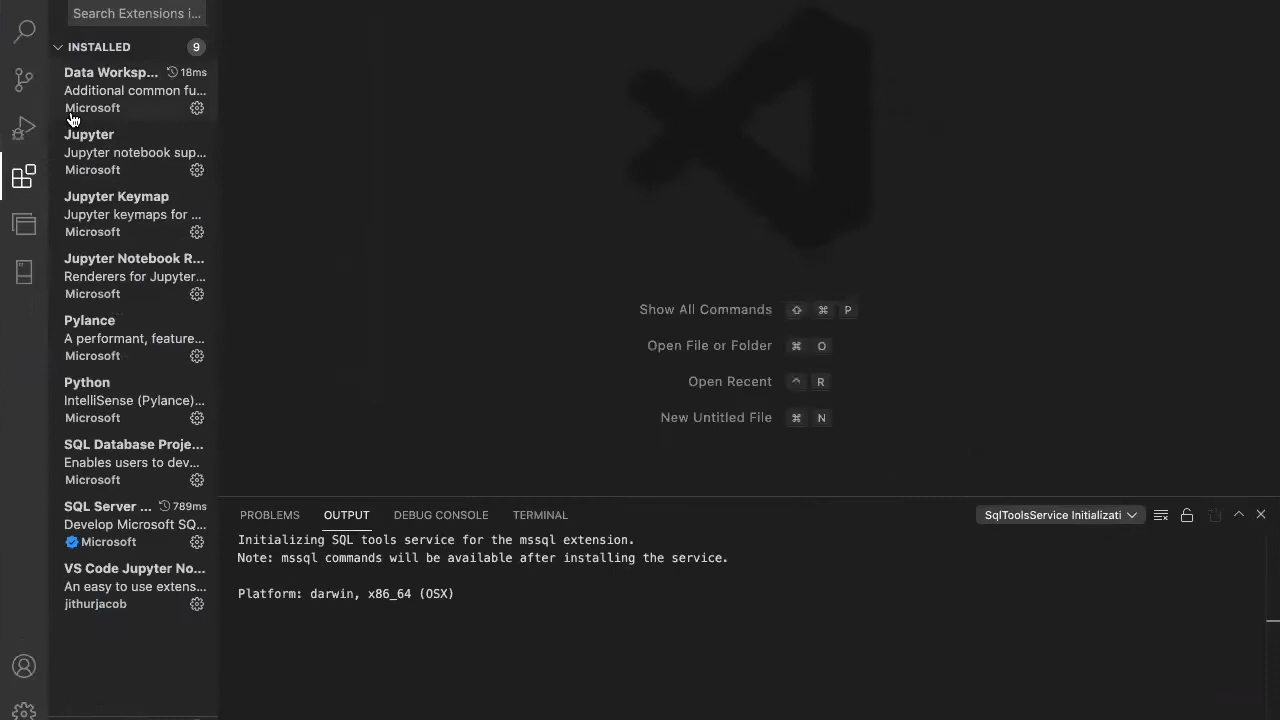 Search Extensions i...
INSTALLED 9
Data Worksp... 18ms
Additional common fu...
Microsoft
Jupyter
Jupyter notebook sup...
Microsoft
Jupyter Keymap
Jupyter keymaps for ...
Microsoft
Jupyter Notebook R...
Renderers for Jupyter...
Microsoft
Pylance
A performant, feature...
Microsoft
Python
IntelliSense (Pylance)...
Microsoft
SQL Database Proje...
Enables users to dev...
Microsoft
SQL Server ... 789ms
Develop Microsoft SQ...
Microsoft
VS Code Jupyter No...
An easy to use extens...
jithurjacob
Show All Commands ⇧ ⌘ P
Open File or Folder ⌘ O
Open Recent ^ R
New Untitled File ⌘ N
PROBLEMS OUTPUT DEBUG CONSOLE TERMINAL SqlToolsService Initializati
Initializing SQL tools service for the mssql extension.
Note: mssql commands will be available after installing the service.
Platform: darwin, x86_64 (OSX)